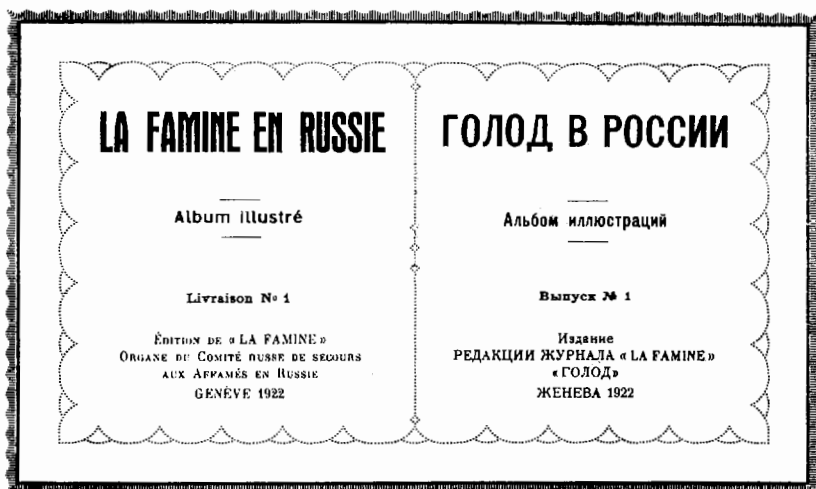 LA FAMINE EN RUSSIE
Album illustré
Livraison No 1
ÉDITION DE « LA FAMINE »
ORGANE DU COMITÉ RUSSE DE SECOURS
AUX AFFAMÉS EN RUSSIE
GENÈVE 1922
ГОЛОД В РОССИИ
Альбом иллюстраций
Выпуск № 1
Издание
РЕДАКЦИИ ЖУРНАЛА « LA FAMINE »
« ГОЛОД»
ЖЕНЕВА 1922